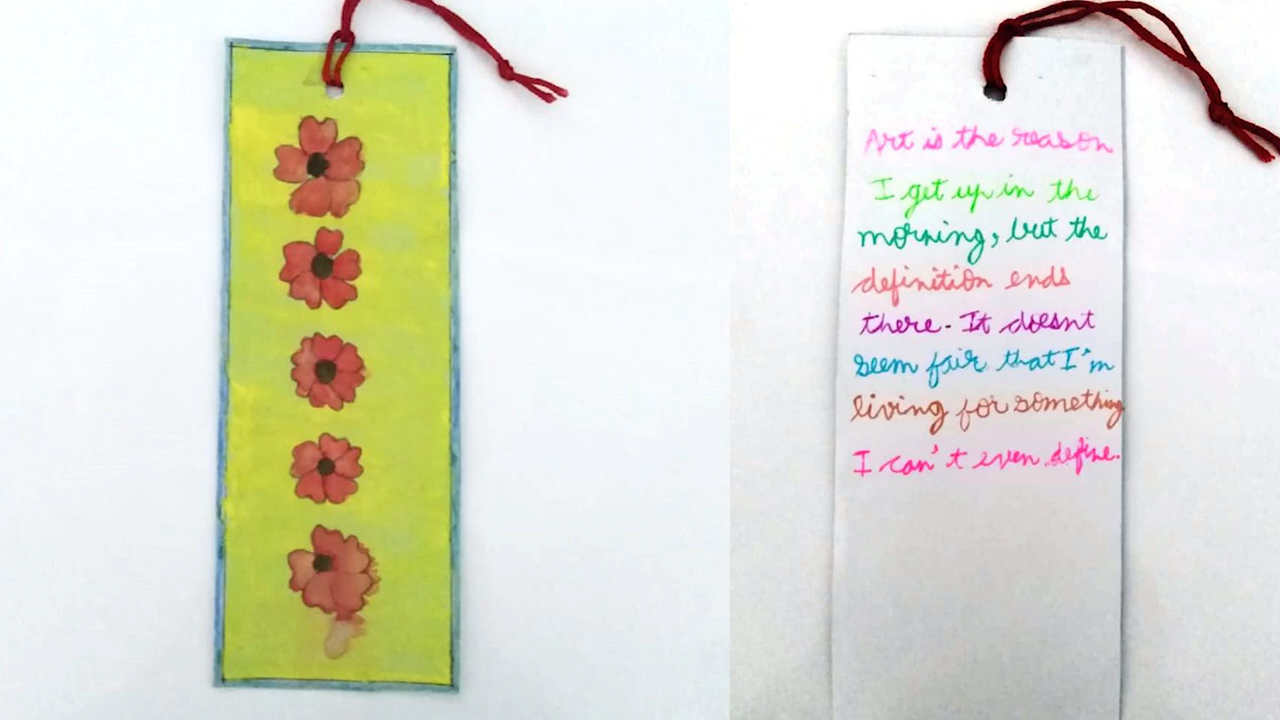 Art is the reason
I get up in the
morning, but the
definition ends
there. It doesnt
seem fair that I'm
living for something
I can't even define.